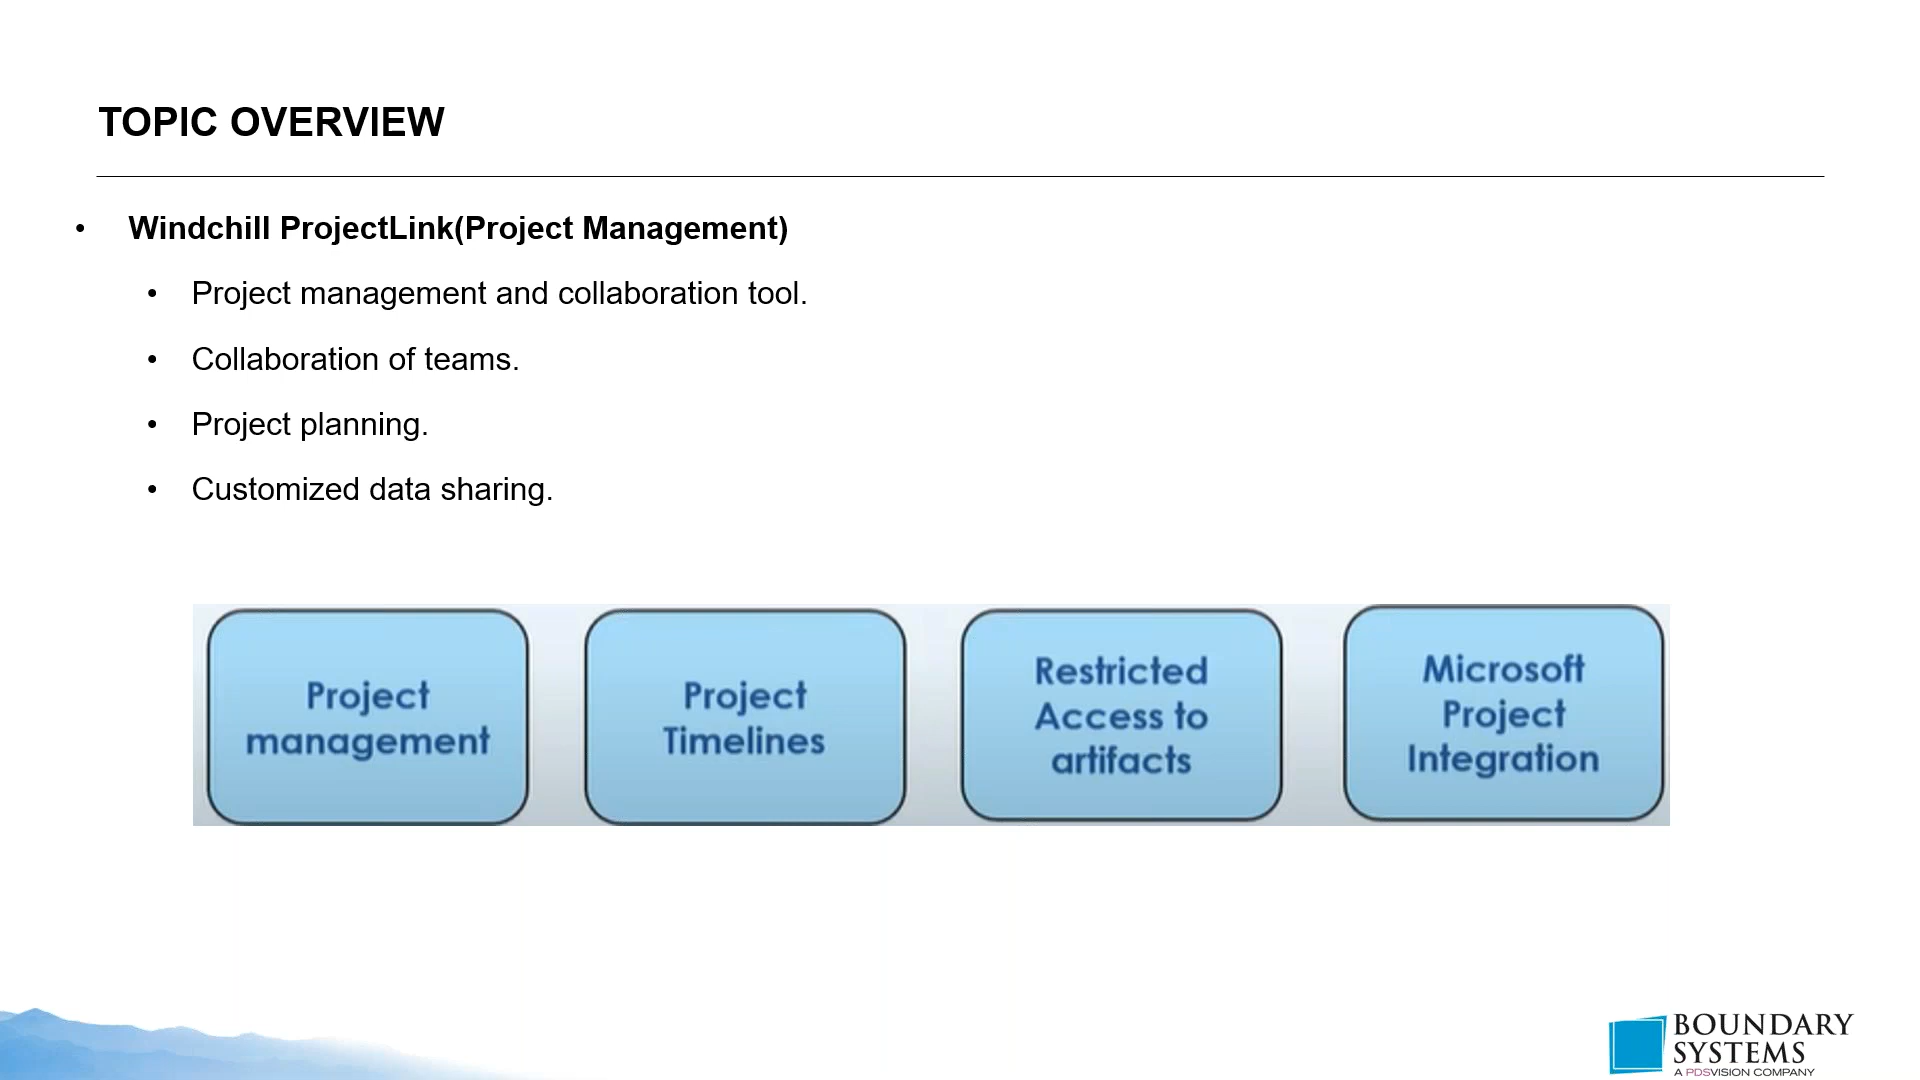 TOPIC OVERVIEW
• Windchill ProjectLink(Project Management)
• Project management and collaboration tool.
• Collaboration of teams.
• Project planning.
• Customized data sharing.
Project
management
Project
Timelines
Restricted
Access to
artifacts
Microsoft
Project
Integration
BOUNDARY
SYSTEMS
A PDSVISION COMPANY